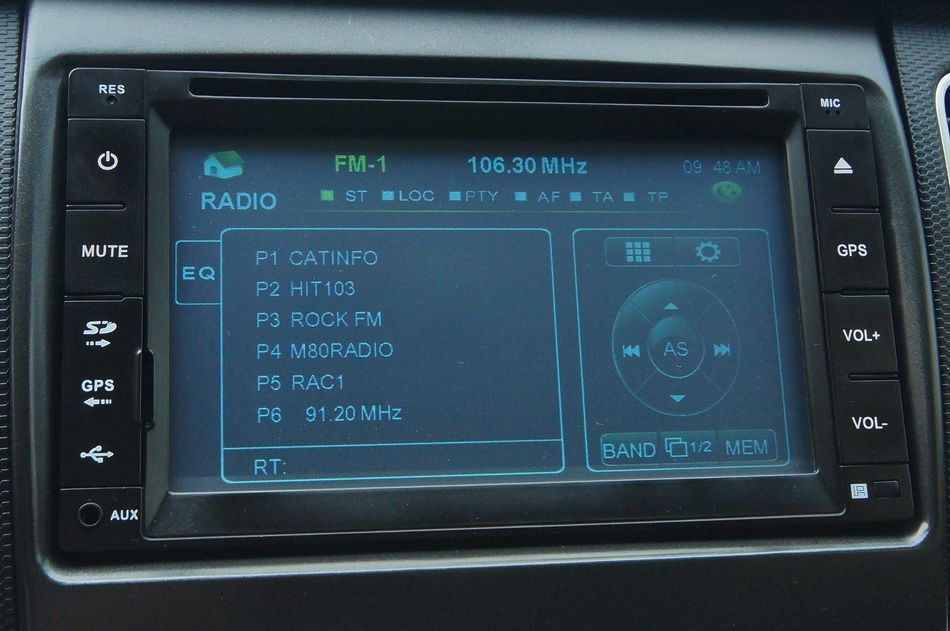 RES
MIC
FM-1 106.30 MHz 09 48 AM
RADIO
ST LOC PTY AF TA TP
MUTE
EQ
P1 CATINFO
P2 HIT103
P3 ROCK FM
P4 M80RADIO
P5 RAC1
P6 91.20 MHz
RT:
AS
BAND 1/2 MEM
SD
GPS
AUX
GPS
VOL+
VOL-